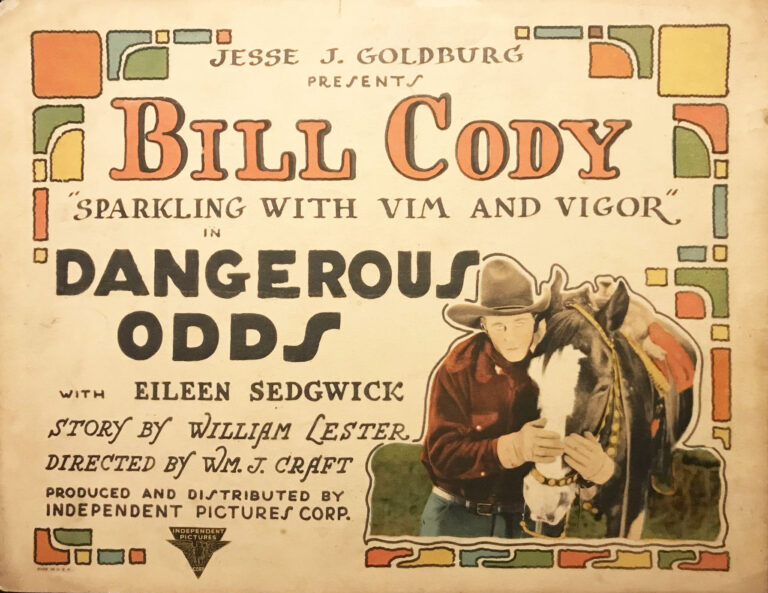 JESSE J. GOLDBURG
PRESENTS
BILL CODY
"SPARKLING WITH VIM AND VIGOR"
IN
DANGEROUS
ODDS
WITH EILEEN SEDGWICK
STORY BY WILLIAM LESTER
DIRECTED BY WM. J. CRAFT
PRODUCED AND DISTRIBUTED BY
INDEPENDENT PICTURES CORP.
INDEPENDENT
PICTURES
CORP